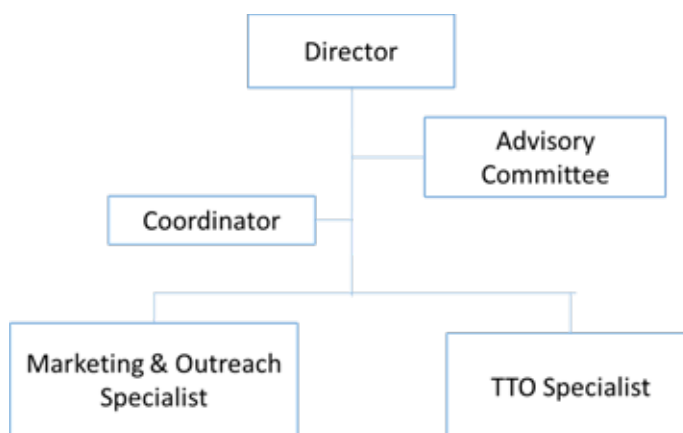 Director
Advisory
Committee
Coordinator
Marketing & Outreach
Specialist
TTO Specialist